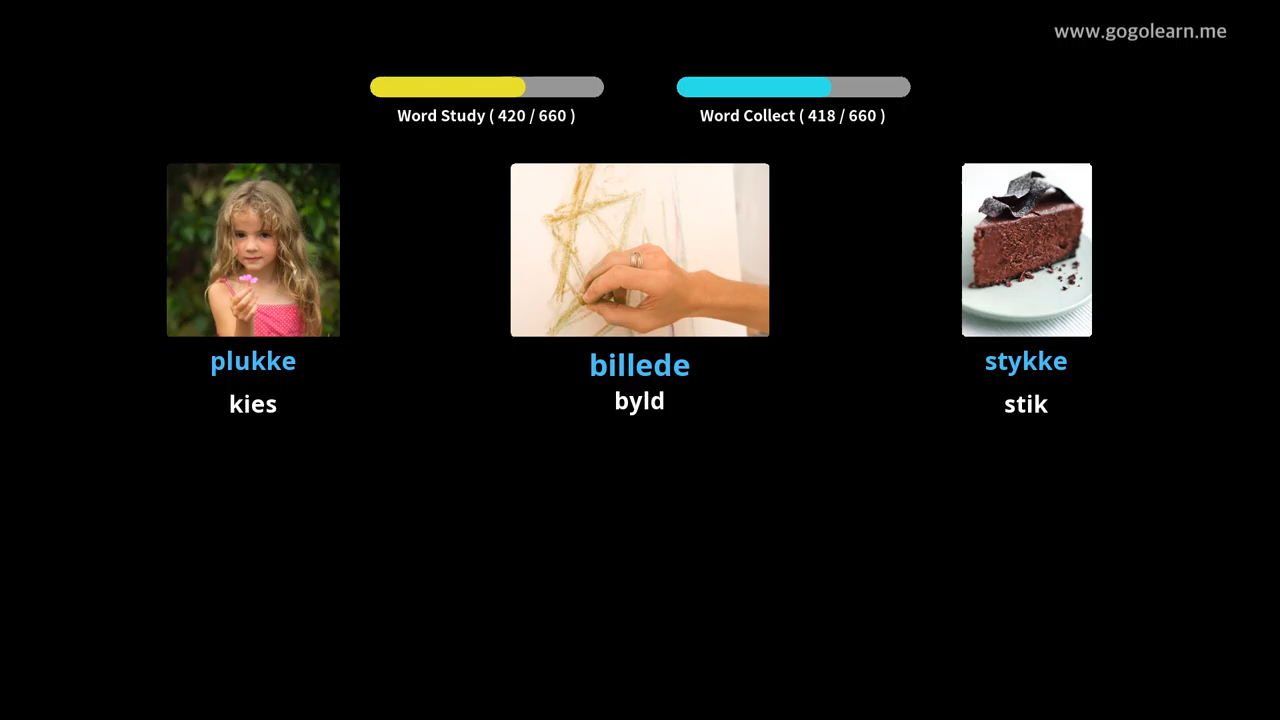 www.gogolearn.me
Word Study ( 420 / 660 )
Word Collect ( 418 / 660 )
plukke
kies
billede
byld
stykke
stik